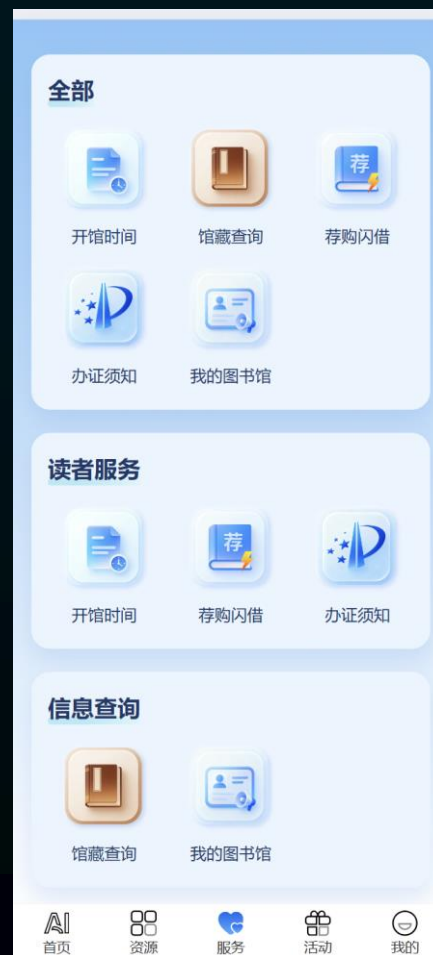 全部
开馆时间 馆藏查询 荐购闪借
荐
办证须知 我的图书馆
读者服务
荐
开馆时间 荐购闪借 办证须知
信息查询
馆藏查询 我的图书馆
AI
首页 资源 服务 活动 我的